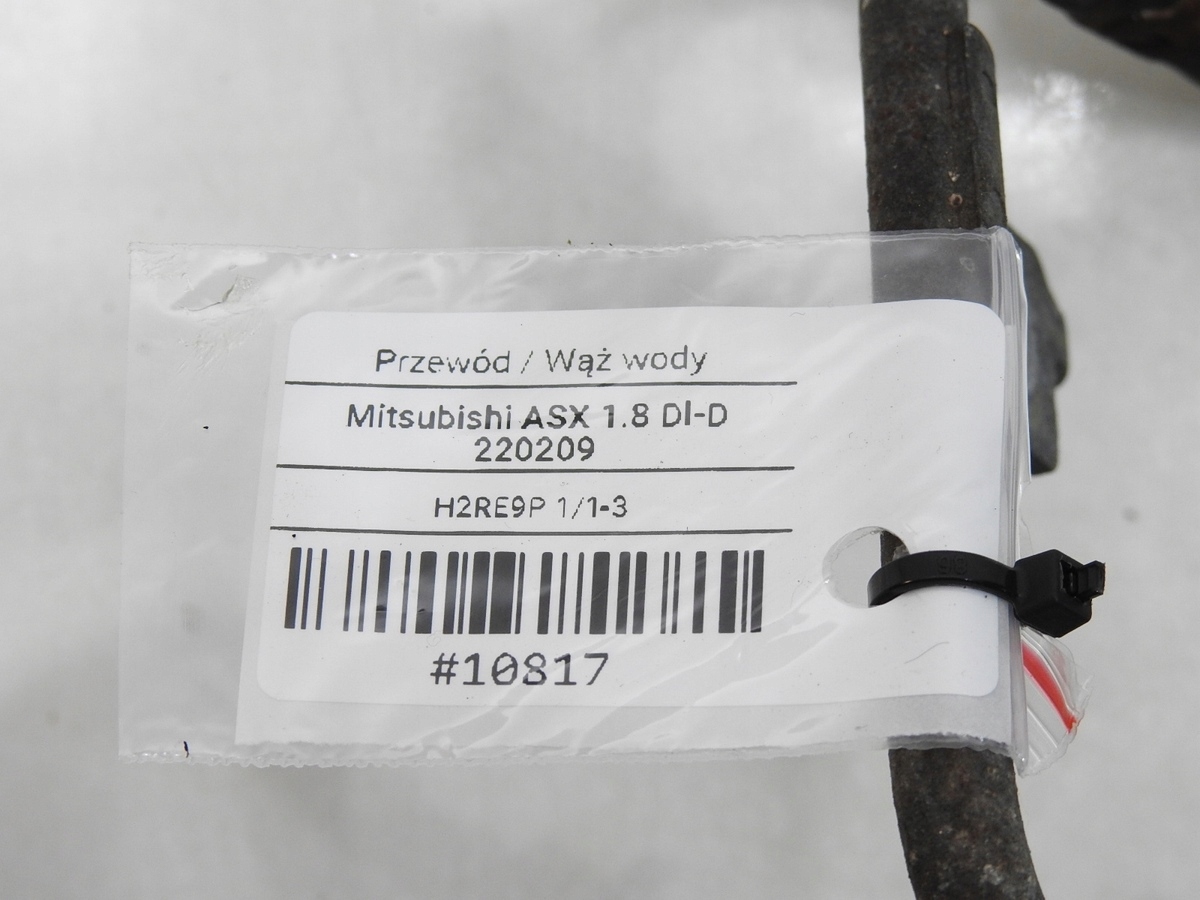 Przewód / Wąż wody
Mitsubishi ASX 1.8 DI-D
220209
H2RE9P 1/1-3
#10817